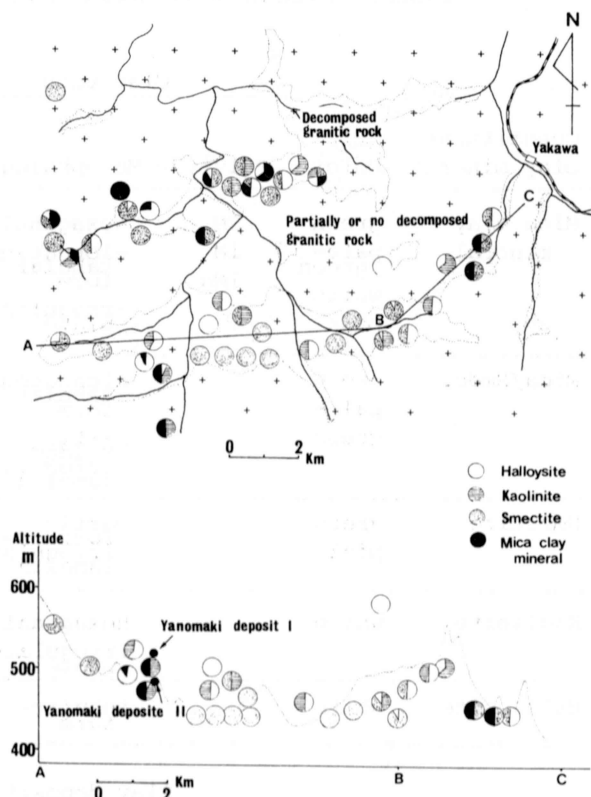 N
Decomposed
granitic rock
Yakawa
Partially or no decomposed
granitic rock
C
B
A
0 2
Km
Halloysite
Kaolinite
Smectite
Mica clay
mineral
Altitude
m
600
Yanomaki deposit I
500
Yanomaki deposite II
400
A
B
C
0 2
Km